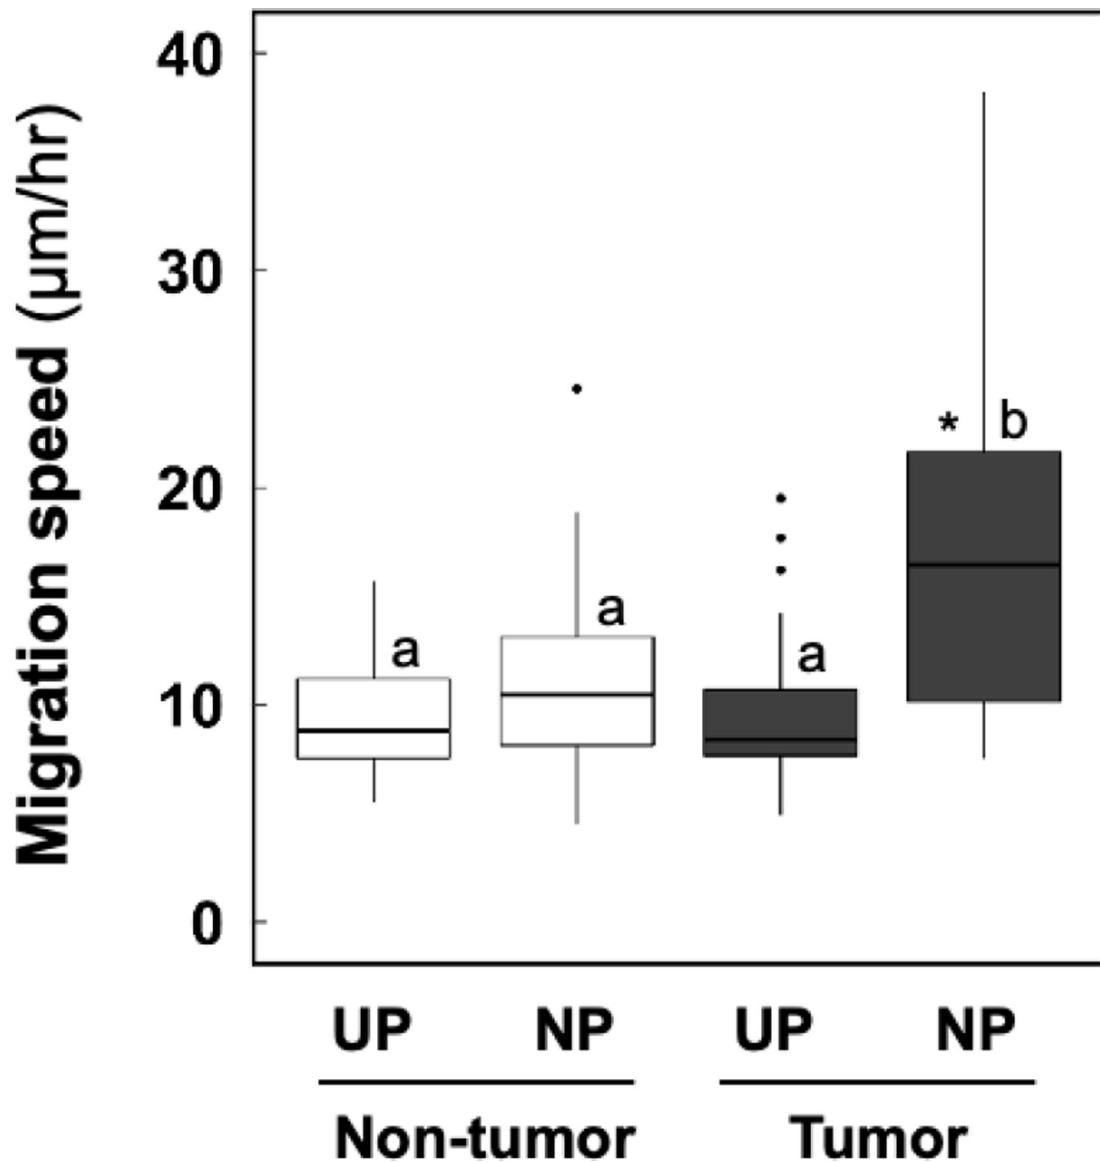 Migration speed (µm/hr)
40
30
20
10
0
a
a
a
* b
UP NP UP NP
Non-tumor Tumor